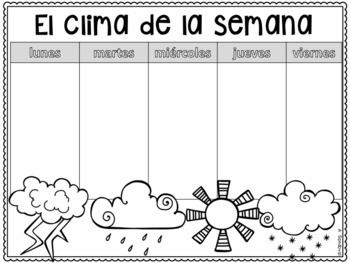 El clima de la semana
lunes martes miércoles jueves viernes